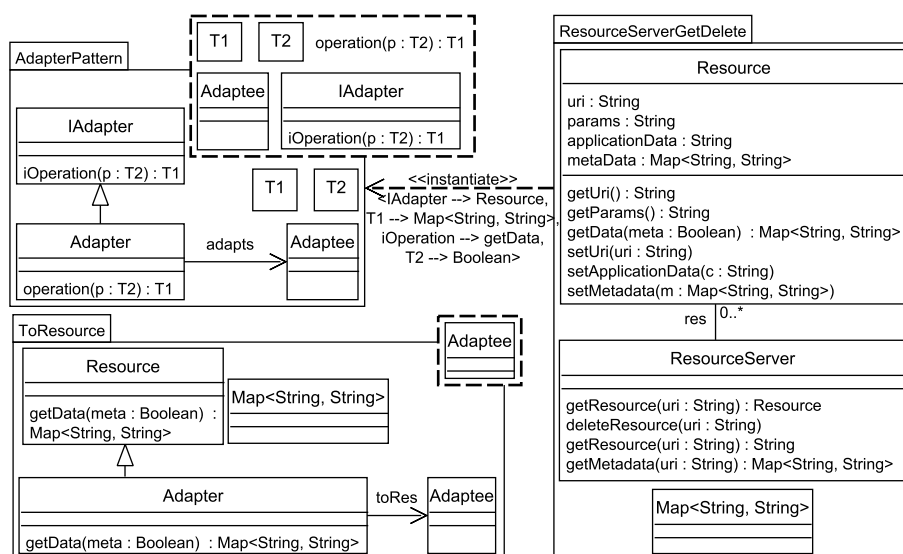 AdapterPattern
T1
T2
operation(p : T2) : T1
Adaptee
IAdapter
iOperation(p : T2) : T1
IAdapter
iOperation(p : T2) : T1
T1
T2
Adapter
operation(p : T2) : T1
adapts
Adaptee
<<instantiate>>
<IAdapter --> Resource,
T1 --> Map<String, String>,
iOperation --> getData,
T2 --> Boolean>
ResourceServerGetDelete
Resource
uri : String
params : String
applicationData : String
metaData : Map<String, String>
getUri() : String
getParams() : String
getData(meta : Boolean) : Map<String, String>
setUri(uri : String)
setApplicationData(c : String)
setMetadata(m : Map<String, String>)
res
0..*
ResourceServer
getResource(uri : String) : Resource
deleteResource(uri : String)
getResource(uri : String) : String
getMetadata(uri : String) : Map<String, String>
Map<String, String>
ToResource
Adaptee
Resource
getData(meta : Boolean) :
Map<String, String>
Map<String, String>
Adapter
getData(meta : Boolean) : Map<String, String>
toRes
Adaptee